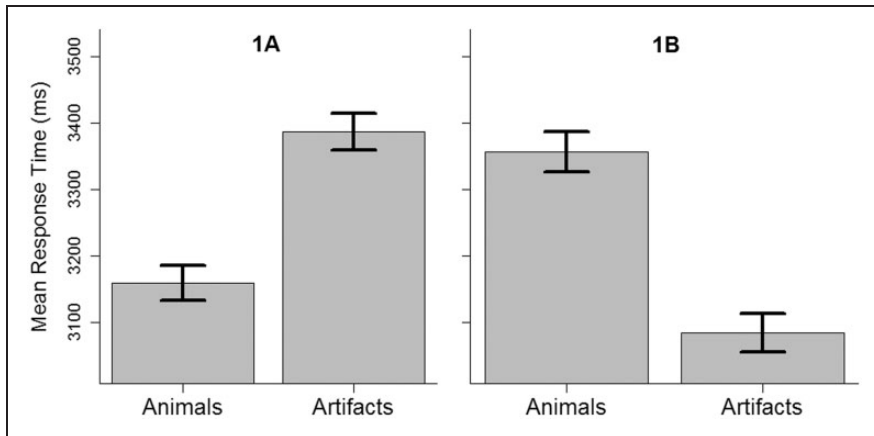 1A
1B
Mean Response Time (ms)
3500
3400
3300
3200
3100
Animals
Artifacts
Animals
Artifacts